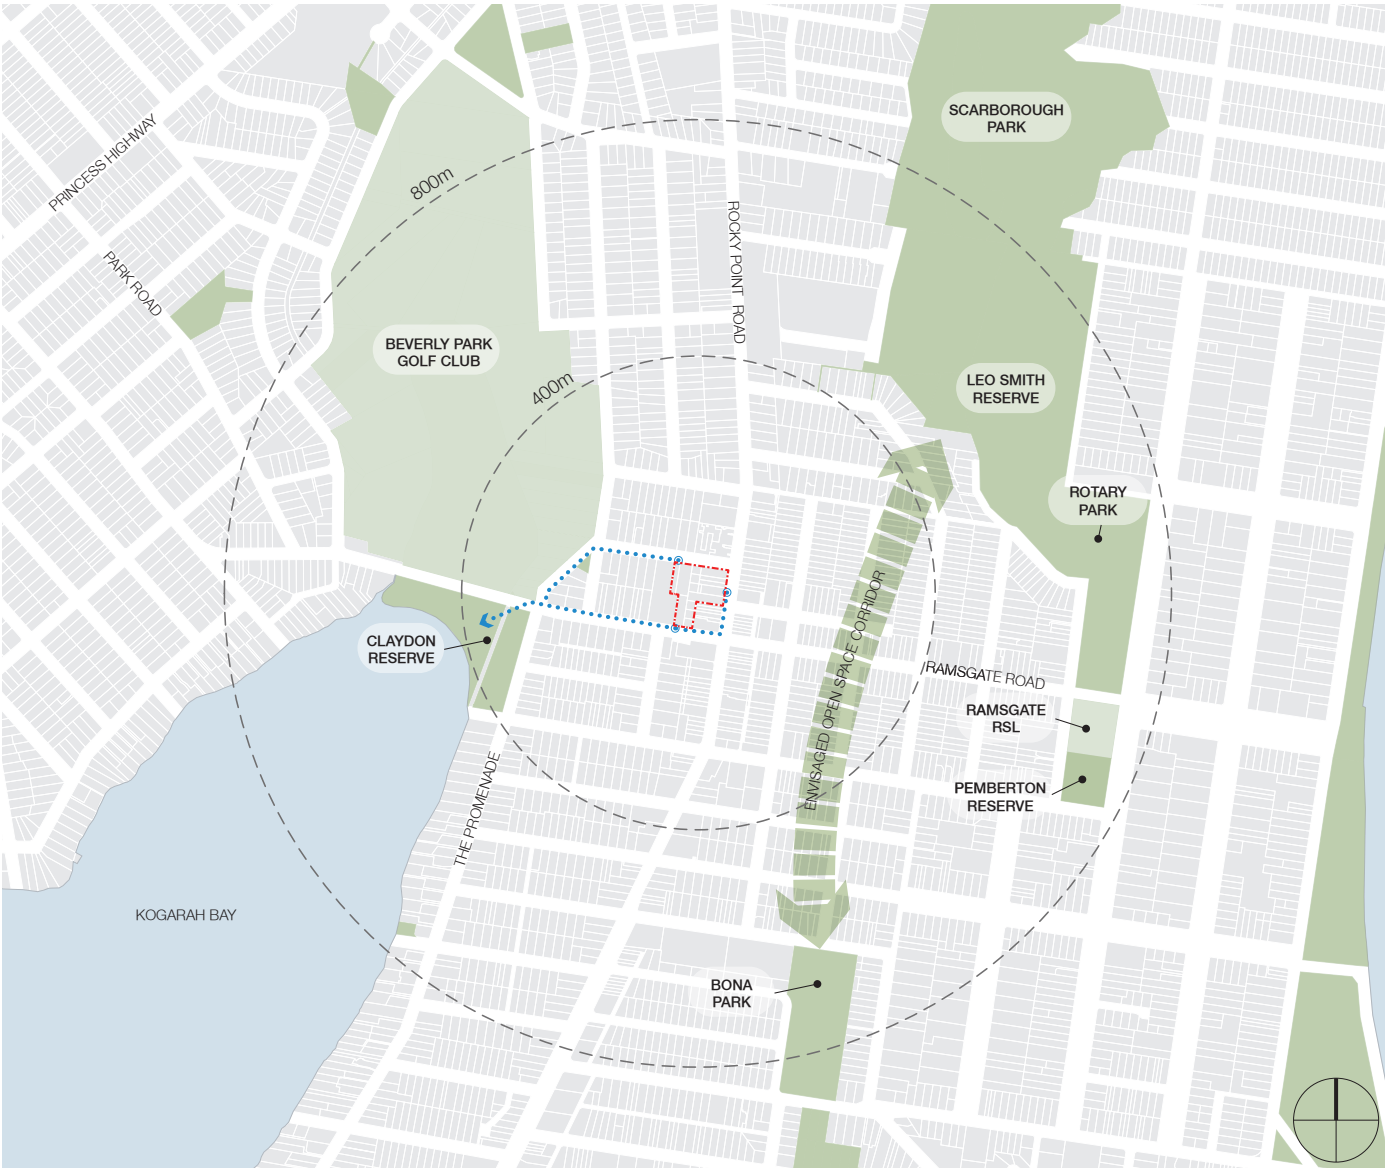 SCARBOROUGH
PARK
PRINCESS HIGHWAY
800m
ROCKY POINT ROAD
PARK ROAD
BEVERLY PARK
GOLF CLUB
400m
LEO SMITH
RESERVE
ROTARY
PARK
CLAYDON
RESERVE
ENVISAGED OPEN SPACE CORRIDOR
RAMSGATE ROAD
RAMSGATE
RSL
PEMBERTON
RESERVE
THE PROMENADE
KOGARAH BAY
BONA
PARK